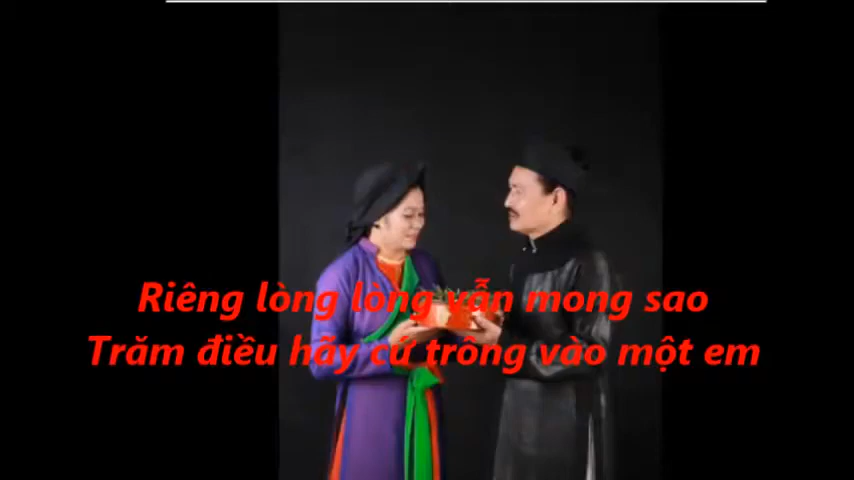 Riêng lòng lòng vẫn mong sao
Trăm điều hãy cứ trông vào một em